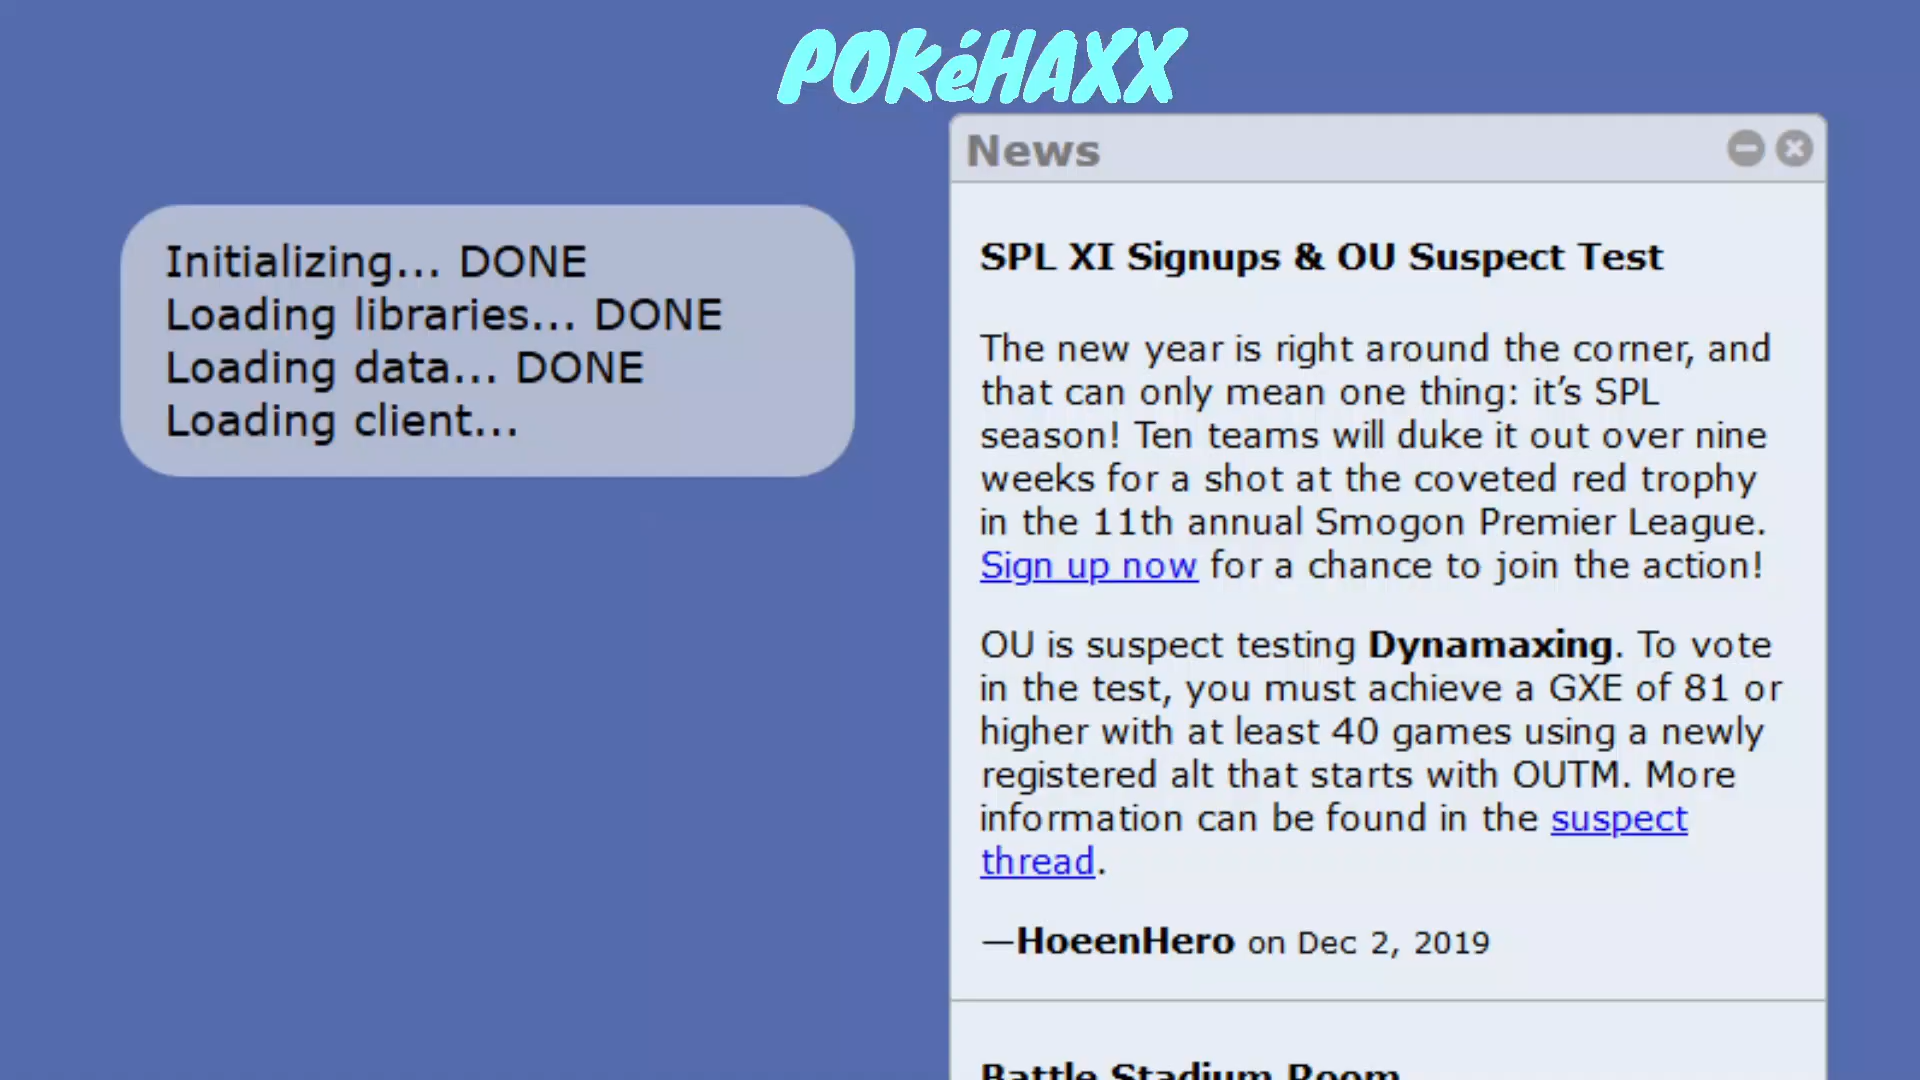 POKéHAXX
Initializing... DONE
Loading libraries... DONE
Loading data... DONE
Loading client...
News
SPL XI Signups & OU Suspect Test
The new year is right around the corner, and
that can only mean one thing: it’s SPL
season! Ten teams will duke it out over nine
weeks for a shot at the coveted red trophy
in the 11th annual Smogon Premier League.
Sign up now for a chance to join the action!
OU is suspect testing Dynamaxing. To vote
in the test, you must achieve a GXE of 81 or
higher with at least 40 games using a newly
registered alt that starts with OUTM. More
information can be found in the suspect
thread.
—HoeenHero on Dec 2, 2019
Battle Stadium Room